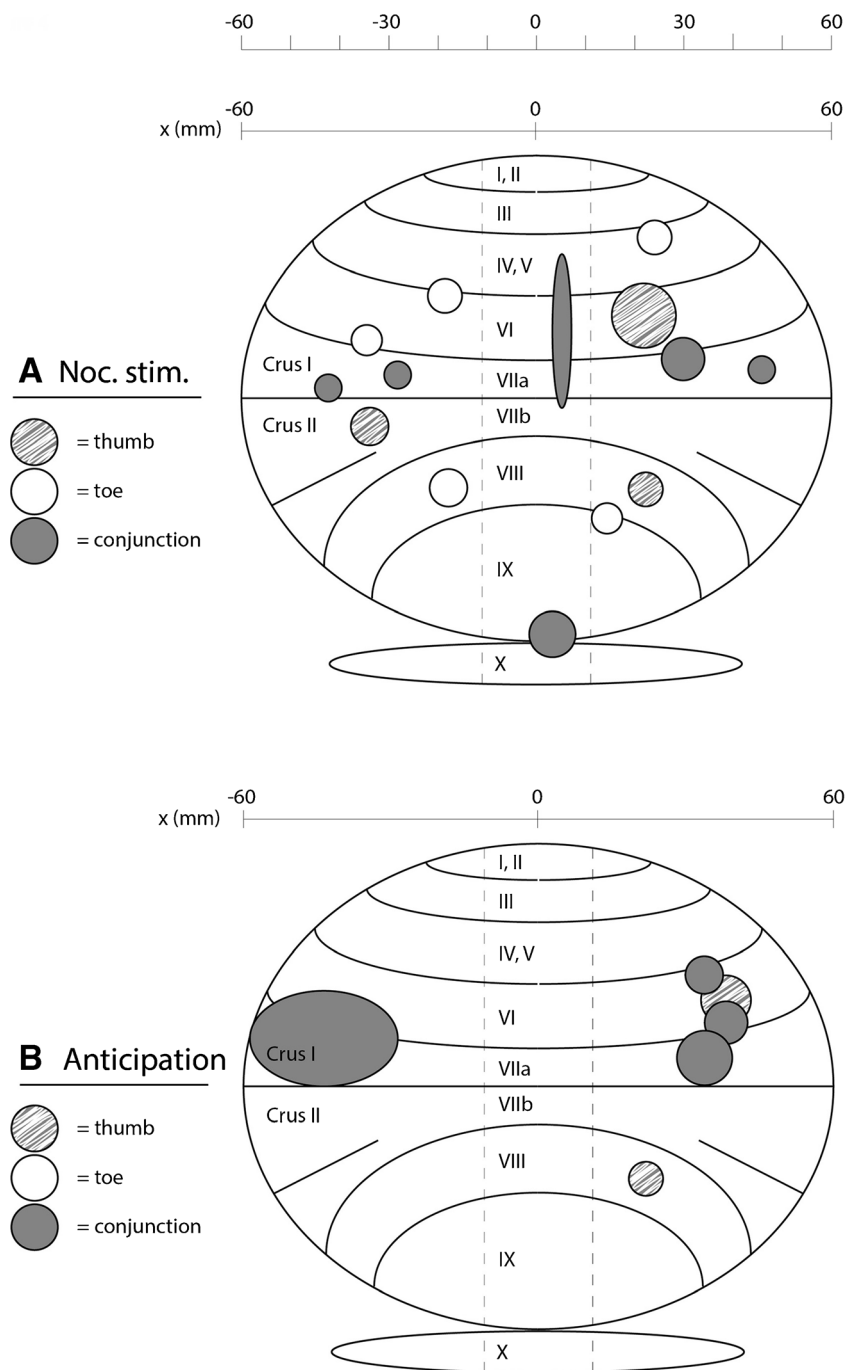 -60 -30 0 30 60
-60 0 60
x (mm)
I, II
III
IV, V
VI
Crus I
VIIa
A Noc. stim.
VIIb
Crus II
= thumb
VIII
= toe
= conjunction
IX
X
-60 0 60
x (mm)
I, II
III
IV, V
VI
Crus I
B Anticipation
VIIa
VIIb
Crus II
= thumb
VIII
= toe
= conjunction
IX
X